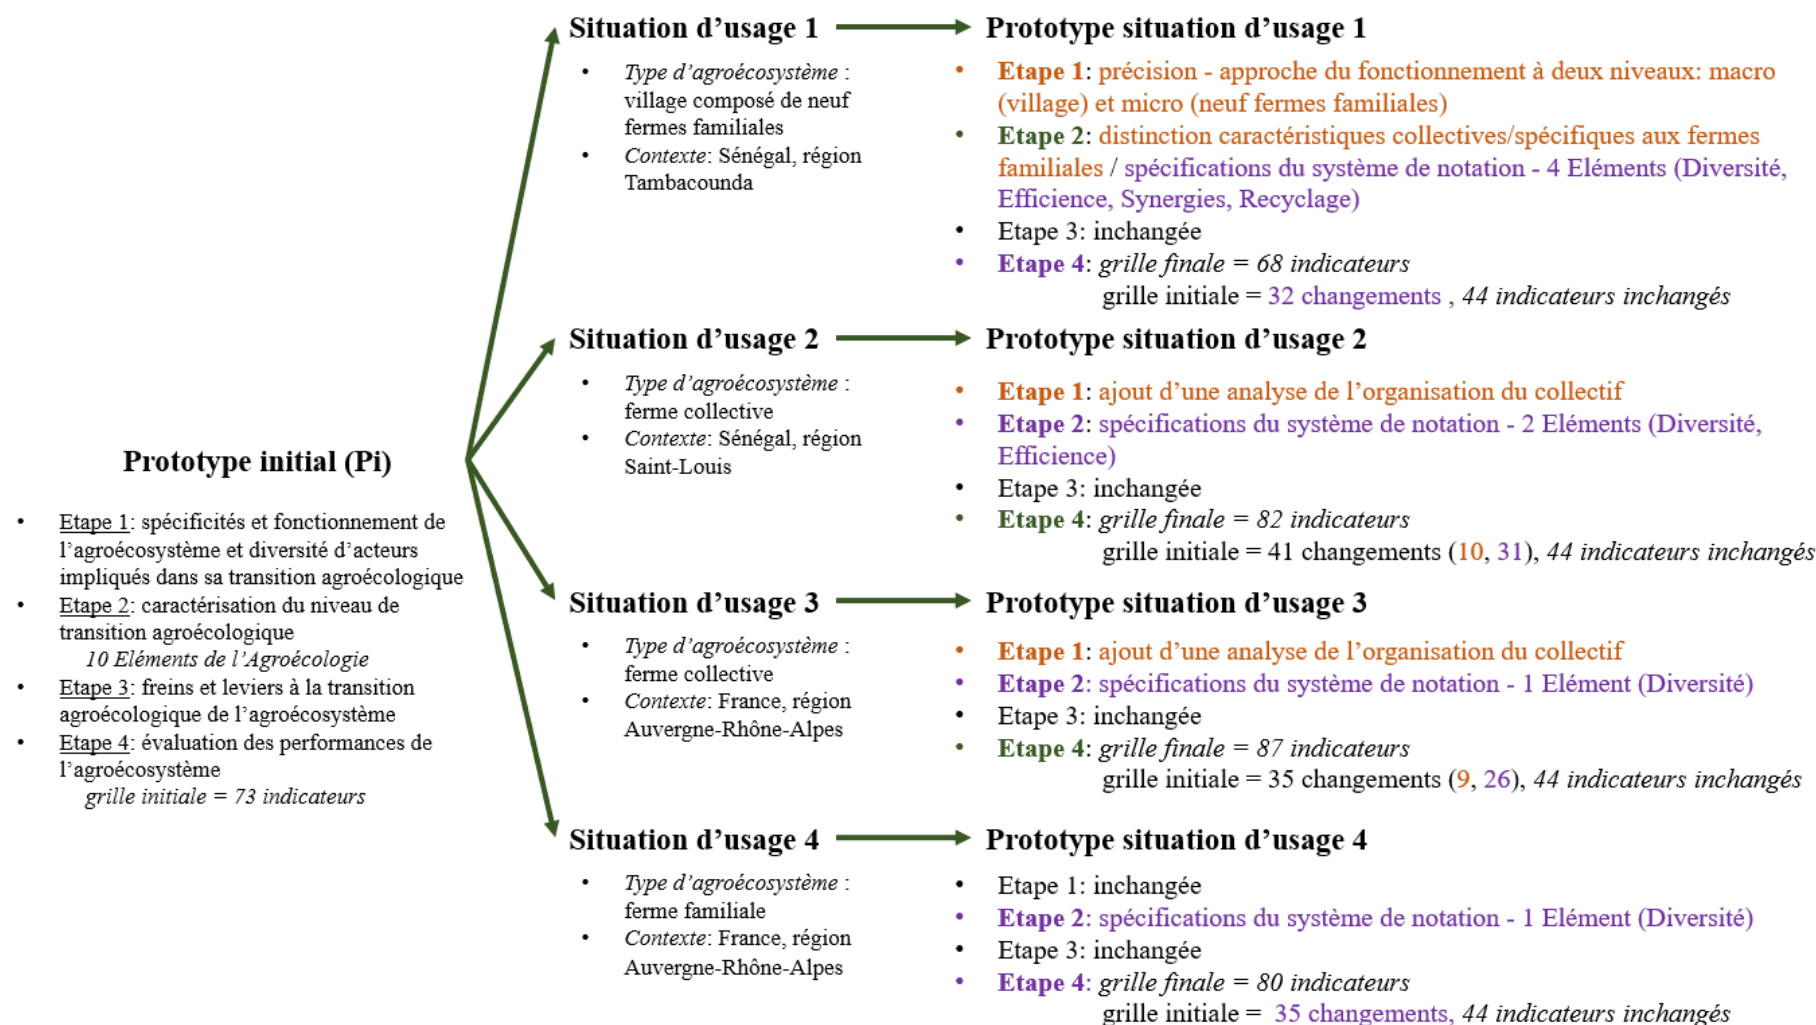 Prototype initial (Pi)
• Etape 1: spécificités et fonctionnement de
l’agroécosystème et diversité d’acteurs
impliqués dans sa transition agroécologique
• Etape 2: caractérisation du niveau de
transition agroécologique
10 Eléments de l’Agroécologie
• Etape 3: freins et leviers à la transition
agroécologique de l’agroécosystème
• Etape 4: évaluation des performances de
l’agroécosystème
grille initiale = 73 indicateurs
Situation d’usage 1
• Type d’agroécosystème :
village composé de neuf
fermes familiales
• Contexte: Sénégal, région
Tambacounda
Prototype situation d’usage 1
• Etape 1: précision - approche du fonctionnement à deux niveaux: macro
(village) et micro (neuf fermes familiales)
• Etape 2: distinction caractéristiques collectives/spécifiques aux fermes
familiales / spécifications du système de notation - 4 Eléments (Diversité,
Efficience, Synergies, Recyclage)
• Etape 3: inchangée
• Etape 4: grille finale = 68 indicateurs
grille initiale = 32 changements , 44 indicateurs inchangés
Situation d’usage 2
• Type d’agroécosystème :
ferme collective
• Contexte: Sénégal, région
Saint-Louis
Prototype situation d’usage 2
• Etape 1: ajout d’une analyse de l’organisation du collectif
• Etape 2: spécifications du système de notation - 2 Eléments (Diversité,
Efficience)
• Etape 3: inchangée
• Etape 4: grille finale = 82 indicateurs
grille initiale = 41 changements (10, 31), 44 indicateurs inchangés
Situation d’usage 3
• Type d’agroécosystème :
ferme collective
• Contexte: France, région
Auvergne-Rhône-Alpes
Prototype situation d’usage 3
• Etape 1: ajout d’une analyse de l’organisation du collectif
• Etape 2: spécifications du système de notation - 1 Elément (Diversité)
• Etape 3: inchangée
• Etape 4: grille finale = 87 indicateurs
grille initiale = 35 changements (9, 26), 44 indicateurs inchangés
Situation d’usage 4
• Type d’agroécosystème :
ferme familiale
• Contexte: France, région
Auvergne-Rhône-Alpes
Prototype situation d’usage 4
• Etape 1: inchangée
• Etape 2: spécifications du système de notation - 1 Elément (Diversité)
• Etape 3: inchangée
• Etape 4: grille finale = 80 indicateurs
grille initiale = 35 changements, 44 indicateurs inchangés